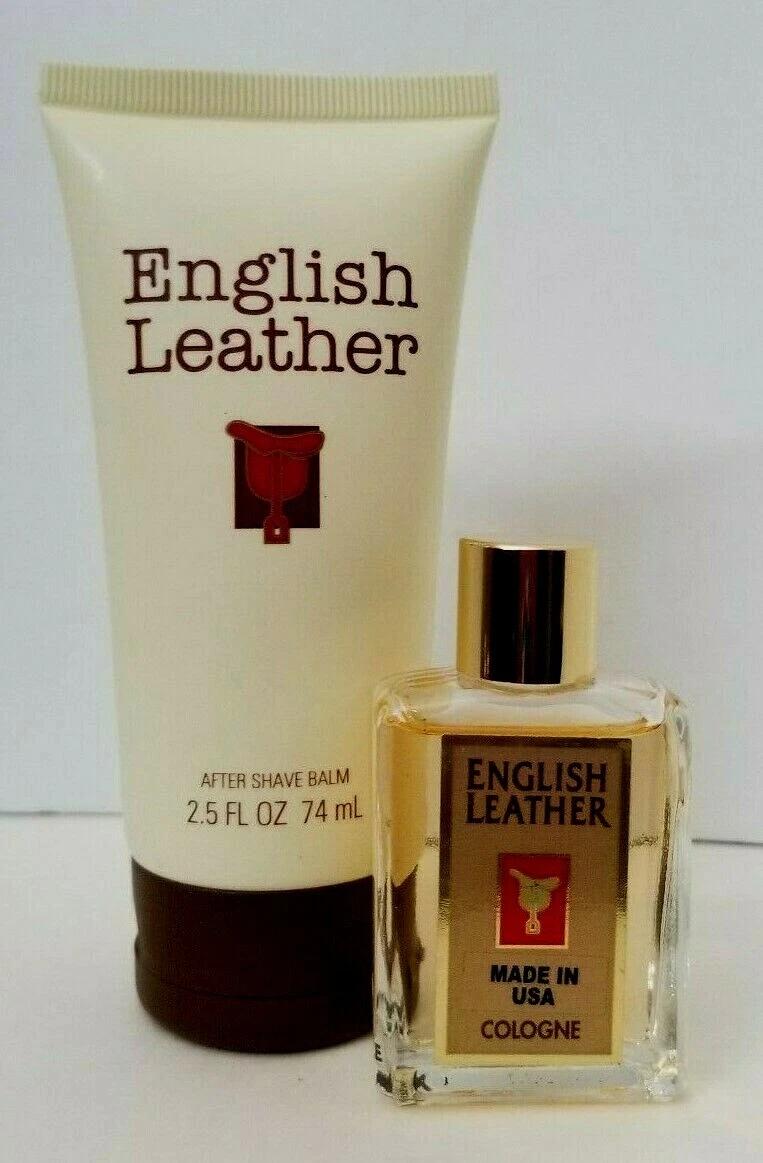 English
Leather
AFTER SHAVE BALM
2.5 FL OZ 74 mL
ENGLISH
LEATHER
MADE IN
USA
COLOGNE